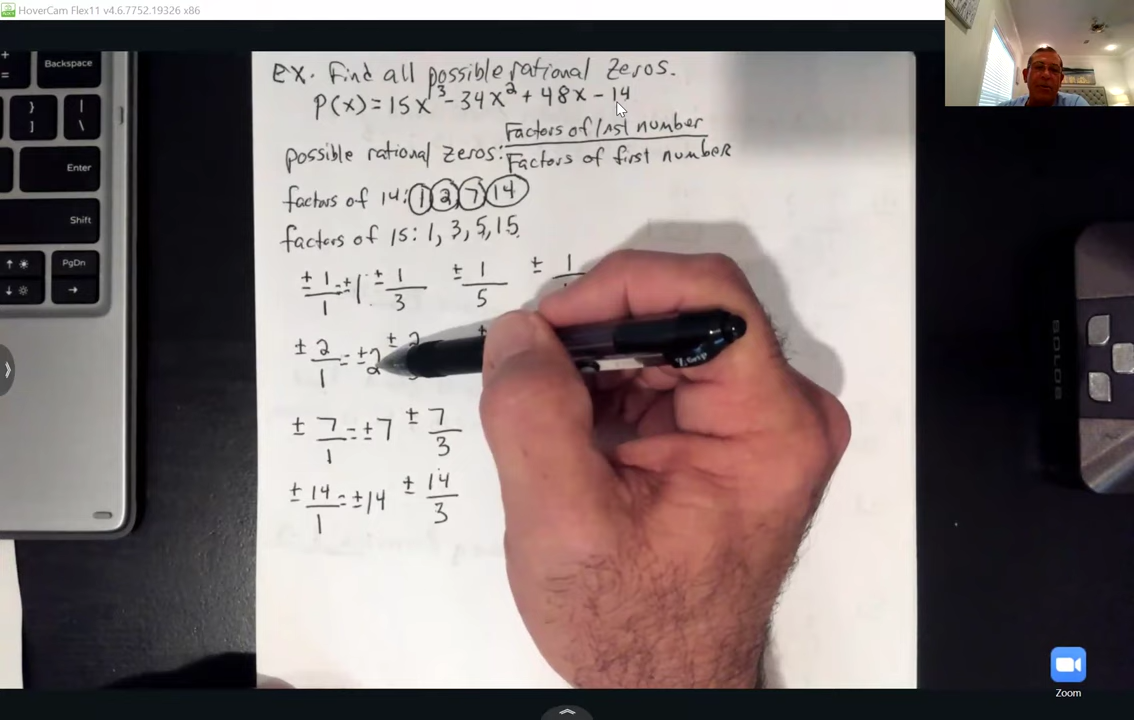 HoverCam Flex11 v4.6.7752.19326 x86
Backspace
Enter
Shift
PgDn
Ex. Find all possible rational zeros.
P(x) = 15x³ - 34x² + 48x - 14
possible rational zeros: Factors of last number / Factors of first number
factors of 14: 1 2 7 14
factors of 15: 1, 3, 5, 15
± 1/1 = ± 1 ± 1/3 ± 1/5 ± 1
± 2/1 = ± 2 ± 2
± 7/1 = ± 7 ± 7/3
± 14/1 = ± 14 ± 14/3
Zoom